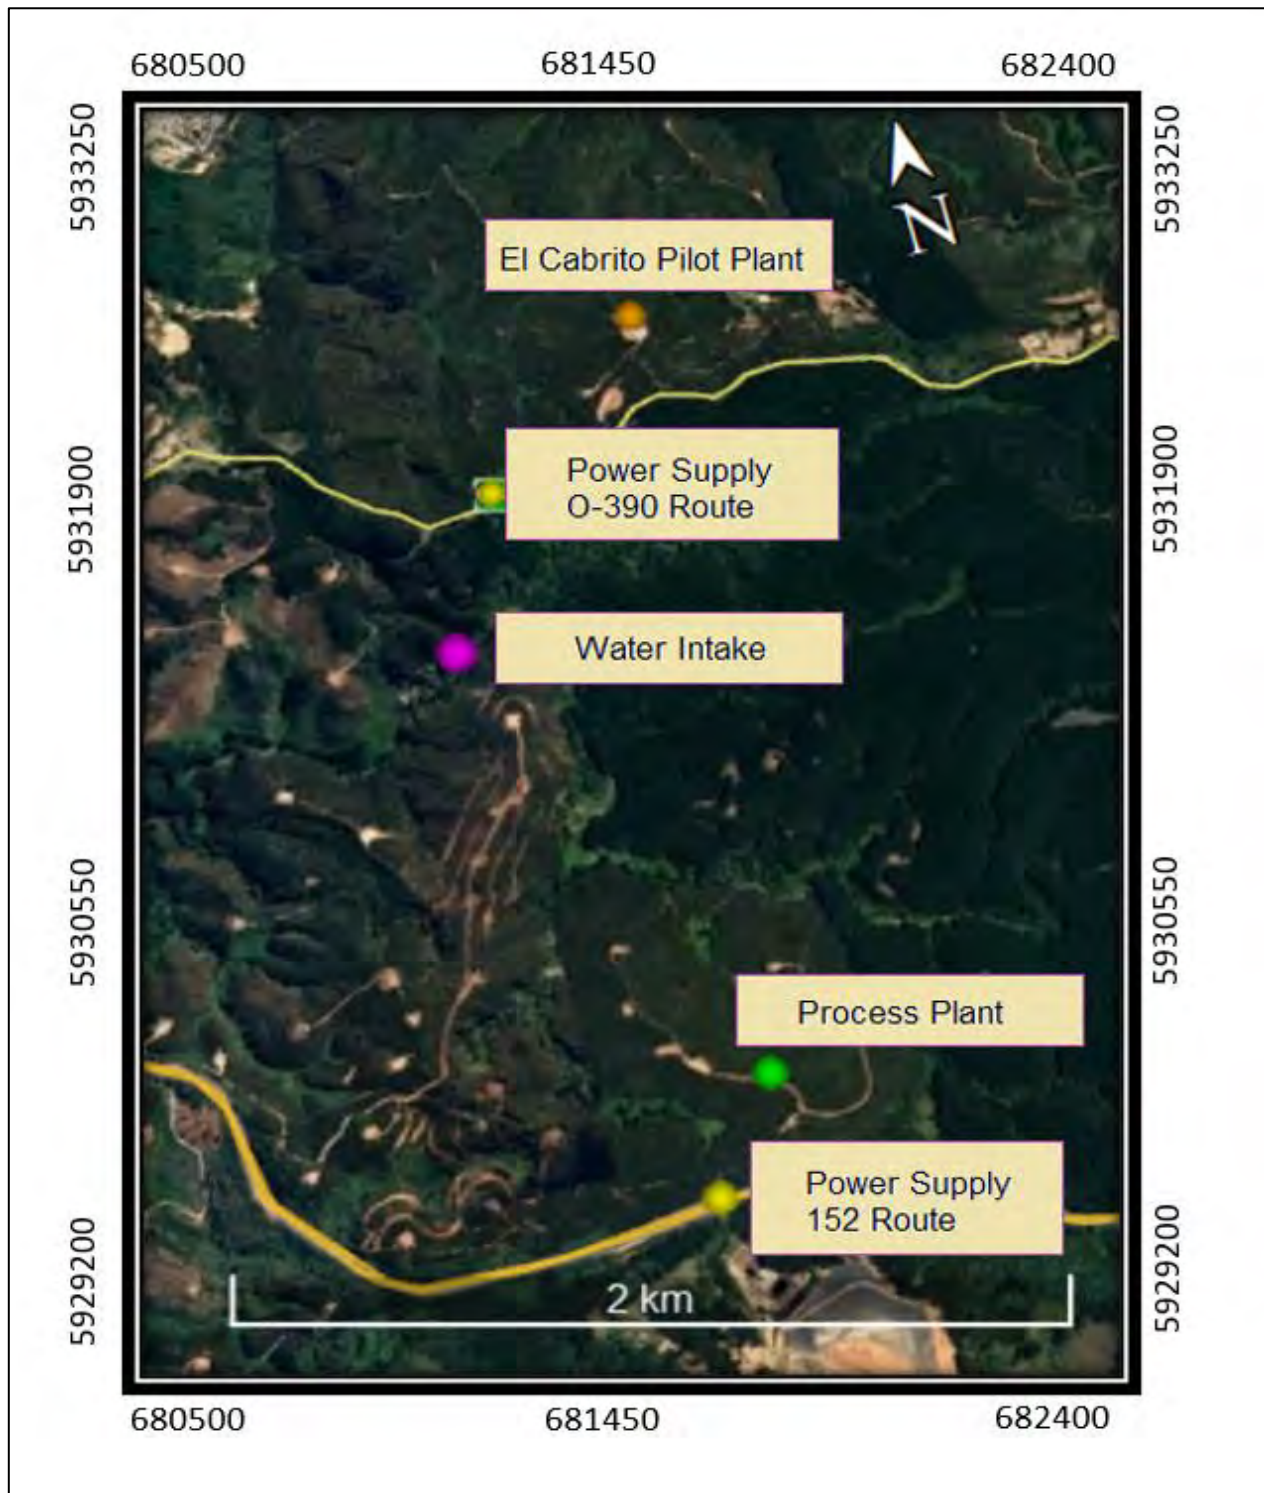 680500 681450 682400
5933250 5933250
N
El Cabrito Pilot Plant
Power Supply
O-390 Route
5931900 5931900
Water Intake
5930550 5930550
Process Plant
Power Supply
152 Route
5929200 5929200
2 km
680500 681450 682400